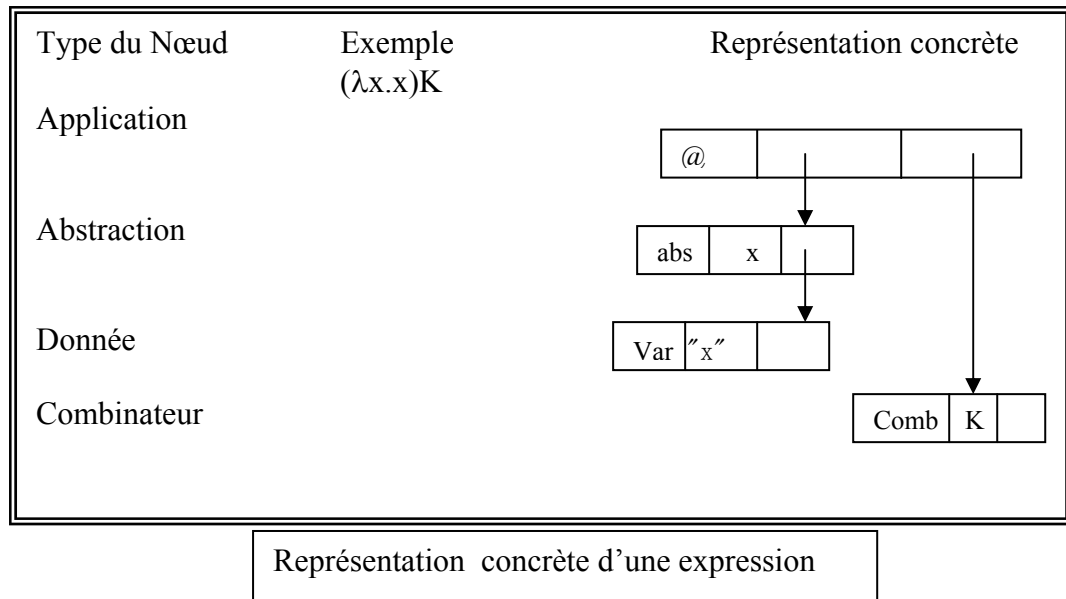 Type du Nœud Exemple Représentation concrète
(λx.x)K
Application
@
Abstraction
abs x
Donnée
Var "x"
Combinateur
Comb K
Représentation concrète d'une expression